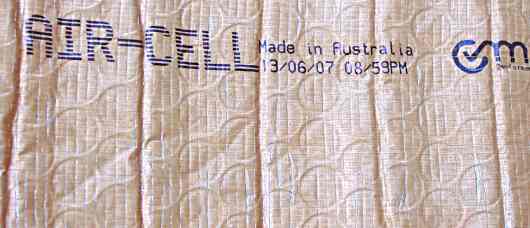 AIR-CELL
Made in Australia
13/06/07 08/59PM